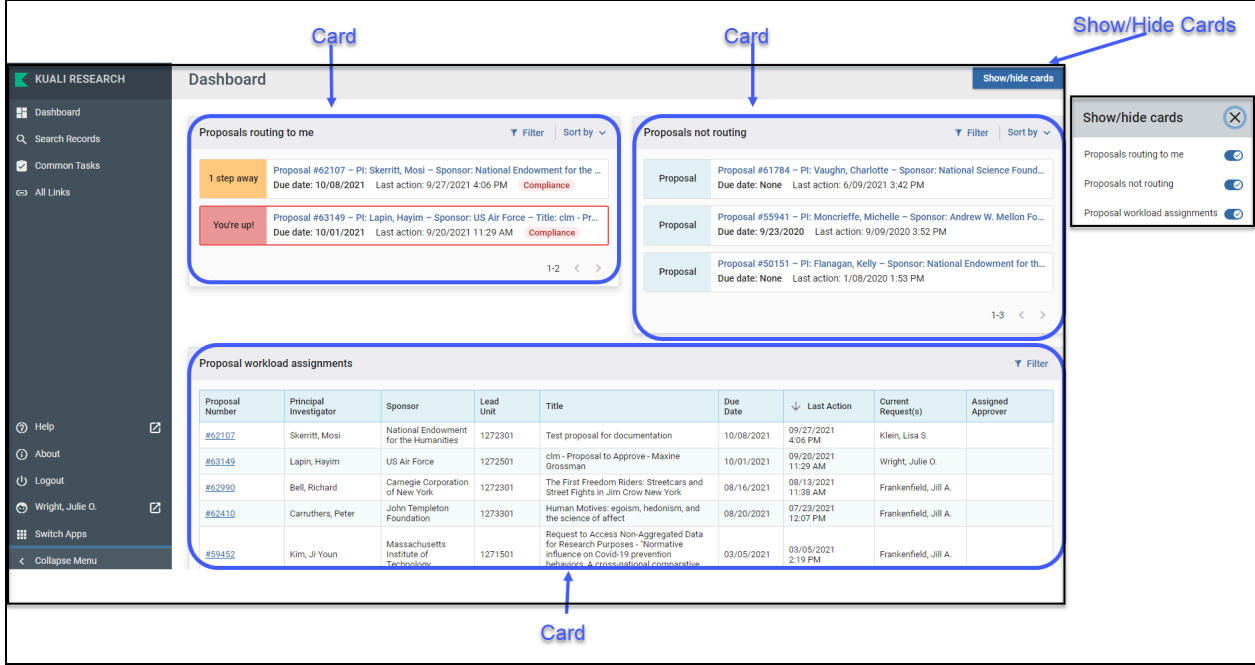 Card
Card
Show/Hide Cards
KUALI RESEARCH
Dashboard
Search Records
Common Tasks
All Links
Help
About
Logout
Wright, Julie O.
Switch Apps
Collapse Menu
Dashboard
Show/hide cards
Proposals routing to me
Filter
Sort by
1 step away
Proposal #62107 – PI: Skerritt, Mosi – Sponsor: National Endowment for the ...
Due date: 10/08/2021 Last action: 9/27/2021 4:06 PM Compliance
You're up!
Proposal #63149 – PI: Lapin, Hayim – Sponsor: US Air Force – Title: clm - Pr...
Due date: 10/01/2021 Last action: 9/20/2021 11:29 AM Compliance
1-2
Proposals not routing
Filter
Sort by
Proposal
Proposal #61784 – PI: Vaughn, Charlotte – Sponsor: National Science Found...
Due date: None Last action: 6/09/2021 3:42 PM
Proposal
Proposal #55941 – PI: Moncrieffe, Michelle – Sponsor: Andrew W. Mellon Fo...
Due date: 9/23/2020 Last action: 9/09/2020 3:52 PM
Proposal
Proposal #50151 – PI: Flanagan, Kelly – Sponsor: National Endowment for th...
Due date: None Last action: 1/08/2020 1:53 PM
1-3
Show/hide cards
Proposals routing to me
Proposals not routing
Proposal workload assignments
Proposal workload assignments
Filter
Proposal Number
Principal Investigator
Sponsor
Lead Unit
Title
Due Date
Last Action
Current Request(s)
Assigned Approver
#62107 Skerritt, Mosi National Endowment for the Humanities 1272301 Test proposal for documentation 10/08/2021 09/27/2021 4:06 PM Klein, Lisa S
#63149 Lapin, Hayim US Air Force 1272501 clm - Proposal to Approve - Maxine Grossman 10/01/2021 09/20/2021 11:29 AM Wright, Julie O.
#62990 Bell, Richard Carnegie Corporation of New York 1272301 The First Freedom Riders: Streetcars and Street Fights in Jim Crow New York 08/16/2021 08/13/2021 11:38 AM Frankenfield, Jill A.
#62410 Carruthers, Peter John Templeton Foundation 1273301 Human Motives: egoism, hedonism, and the science of affect 08/20/2021 07/23/2021 12:07 PM Frankenfield, Jill A.
#59452 Kim, Ji Youn Massachusetts Institute of Technology 1271501 Request to Access Non-Aggregated Data for Research Purposes - "Normative influence on Covid-19 prevention behaviors. A cross-national comparative 03/05/2021 03/05/2021 2:19 PM Frankenfield, Jill A.
Card